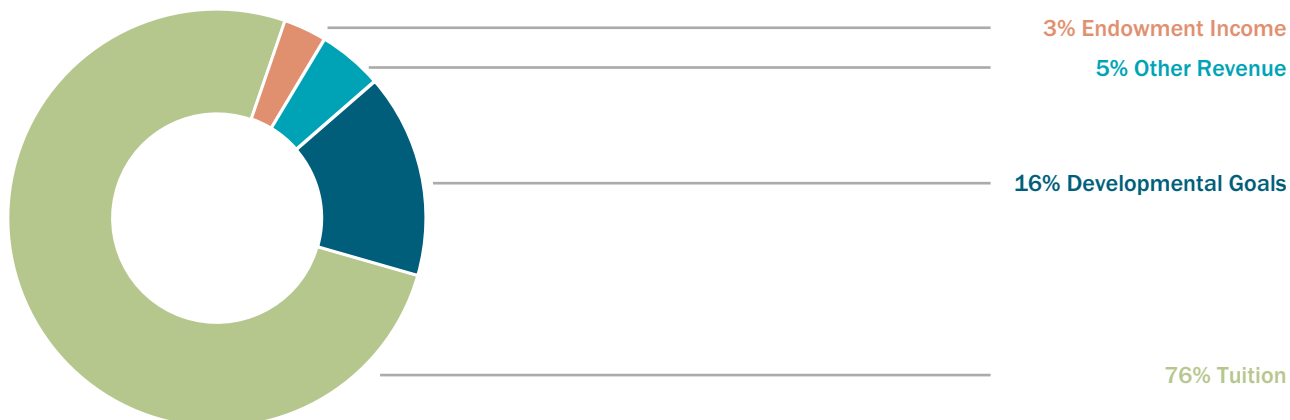 3% Endowment Income
5% Other Revenue
16% Developmental Goals
76% Tuition